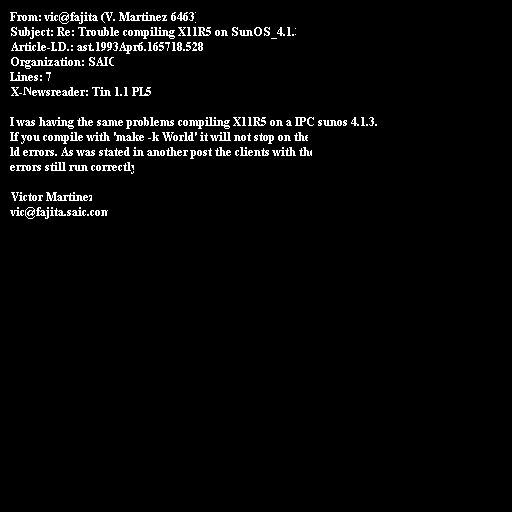 From: vic@fajita (V. Martinez 6463)
Subject: Re: Trouble compiling X11R5 on SunOS_4.1.
Article-I.D.: ast.1993Apr6.165718.528
Organization: SAIC
Lines: 7
X-Newsreader: Tin 1.1 PL5

I was having the same problems compiling X11R5 on a IPC sunos 4.1.3.
If you compile with 'make -k World' it will not stop on the
ld errors. As was stated in another post the clients with the
errors still run correctly

Victor Martinez
vic@fajita.saic.com